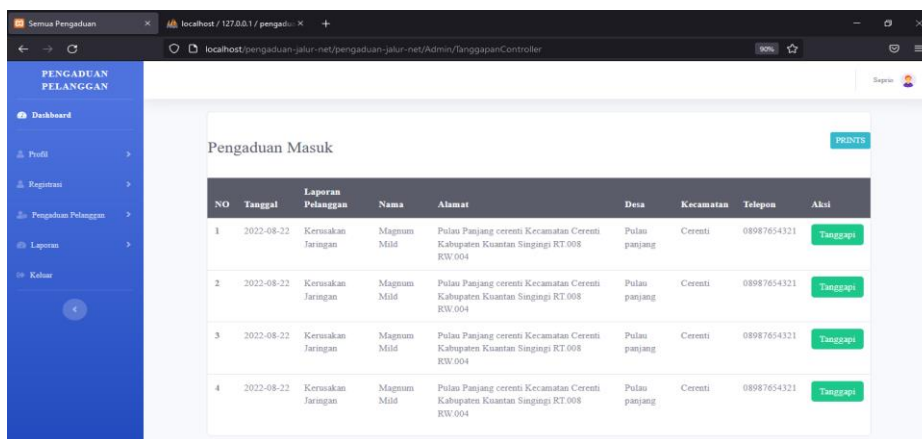 Semua Pengaduan
localhost / 127.0.0.1 / pengadu
localhost/pengaduan-jalur-net/pengaduan-jalur-net/Admin/TanggapanController
90%
PENGADUAN
PELANGGAN
Dashboard
Profil
Registrasi
Pengaduan Pelanggan
Laporan
Keluar
Pengaduan Masuk
PRINTS
NO Tanggal Laporan Pelanggan Nama Alamat Desa Kecamatan Telepon Aksi
1 2022-08-22 Kerusakan Magnum Pulau Panjang cerenti Kecamatan Cerenti Pulau Cerenti 08987654321 Tanggapi
Jaringan Mild Kabupaten Kuantan Singingi RT.008 panjang
RW.004
2 2022-08-22 Kerusakan Magnum Pulau Panjang cerenti Kecamatan Cerenti Pulau Cerenti 08987654321 Tanggapi
Jaringan Mild Kabupaten Kuantan Singingi RT.008 panjang
RW.004
3 2022-08-22 Kerusakan Magnum Pulau Panjang cerenti Kecamatan Cerenti Pulau Cerenti 08987654321 Tanggapi
Jaringan Mild Kabupaten Kuantan Singingi RT.008 panjang
RW.004
4 2022-08-22 Kerusakan Magnum Pulau Panjang cerenti Kecamatan Cerenti Pulau Cerenti 08987654321 Tanggapi
Jaringan Mild Kabupaten Kuantan Singingi RT.008 panjang
RW.004